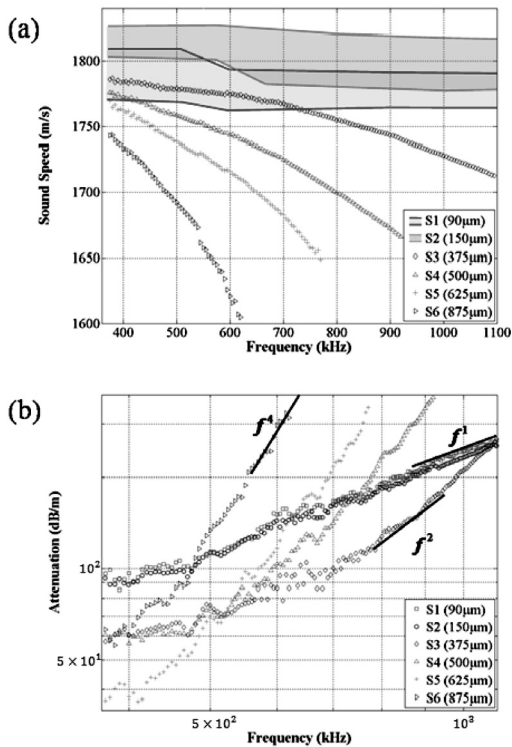 (a)
1800
1750
1700
1650
1600
Sound Speed (m/s)
S1 (90μm)
S2 (150μm)
S3 (375μm)
S4 (500μm)
S5 (625μm)
S6 (875μm)
400 500 600 700 800 900 1000 1100
Frequency (kHz)
(b)
f⁴
f¹
f²
10²
5×10¹
Attenuation (dB/m)
S1 (90μm)
S2 (150μm)
S3 (375μm)
S4 (500μm)
S5 (625μm)
S6 (875μm)
5×10² 10³
Frequency (kHz)